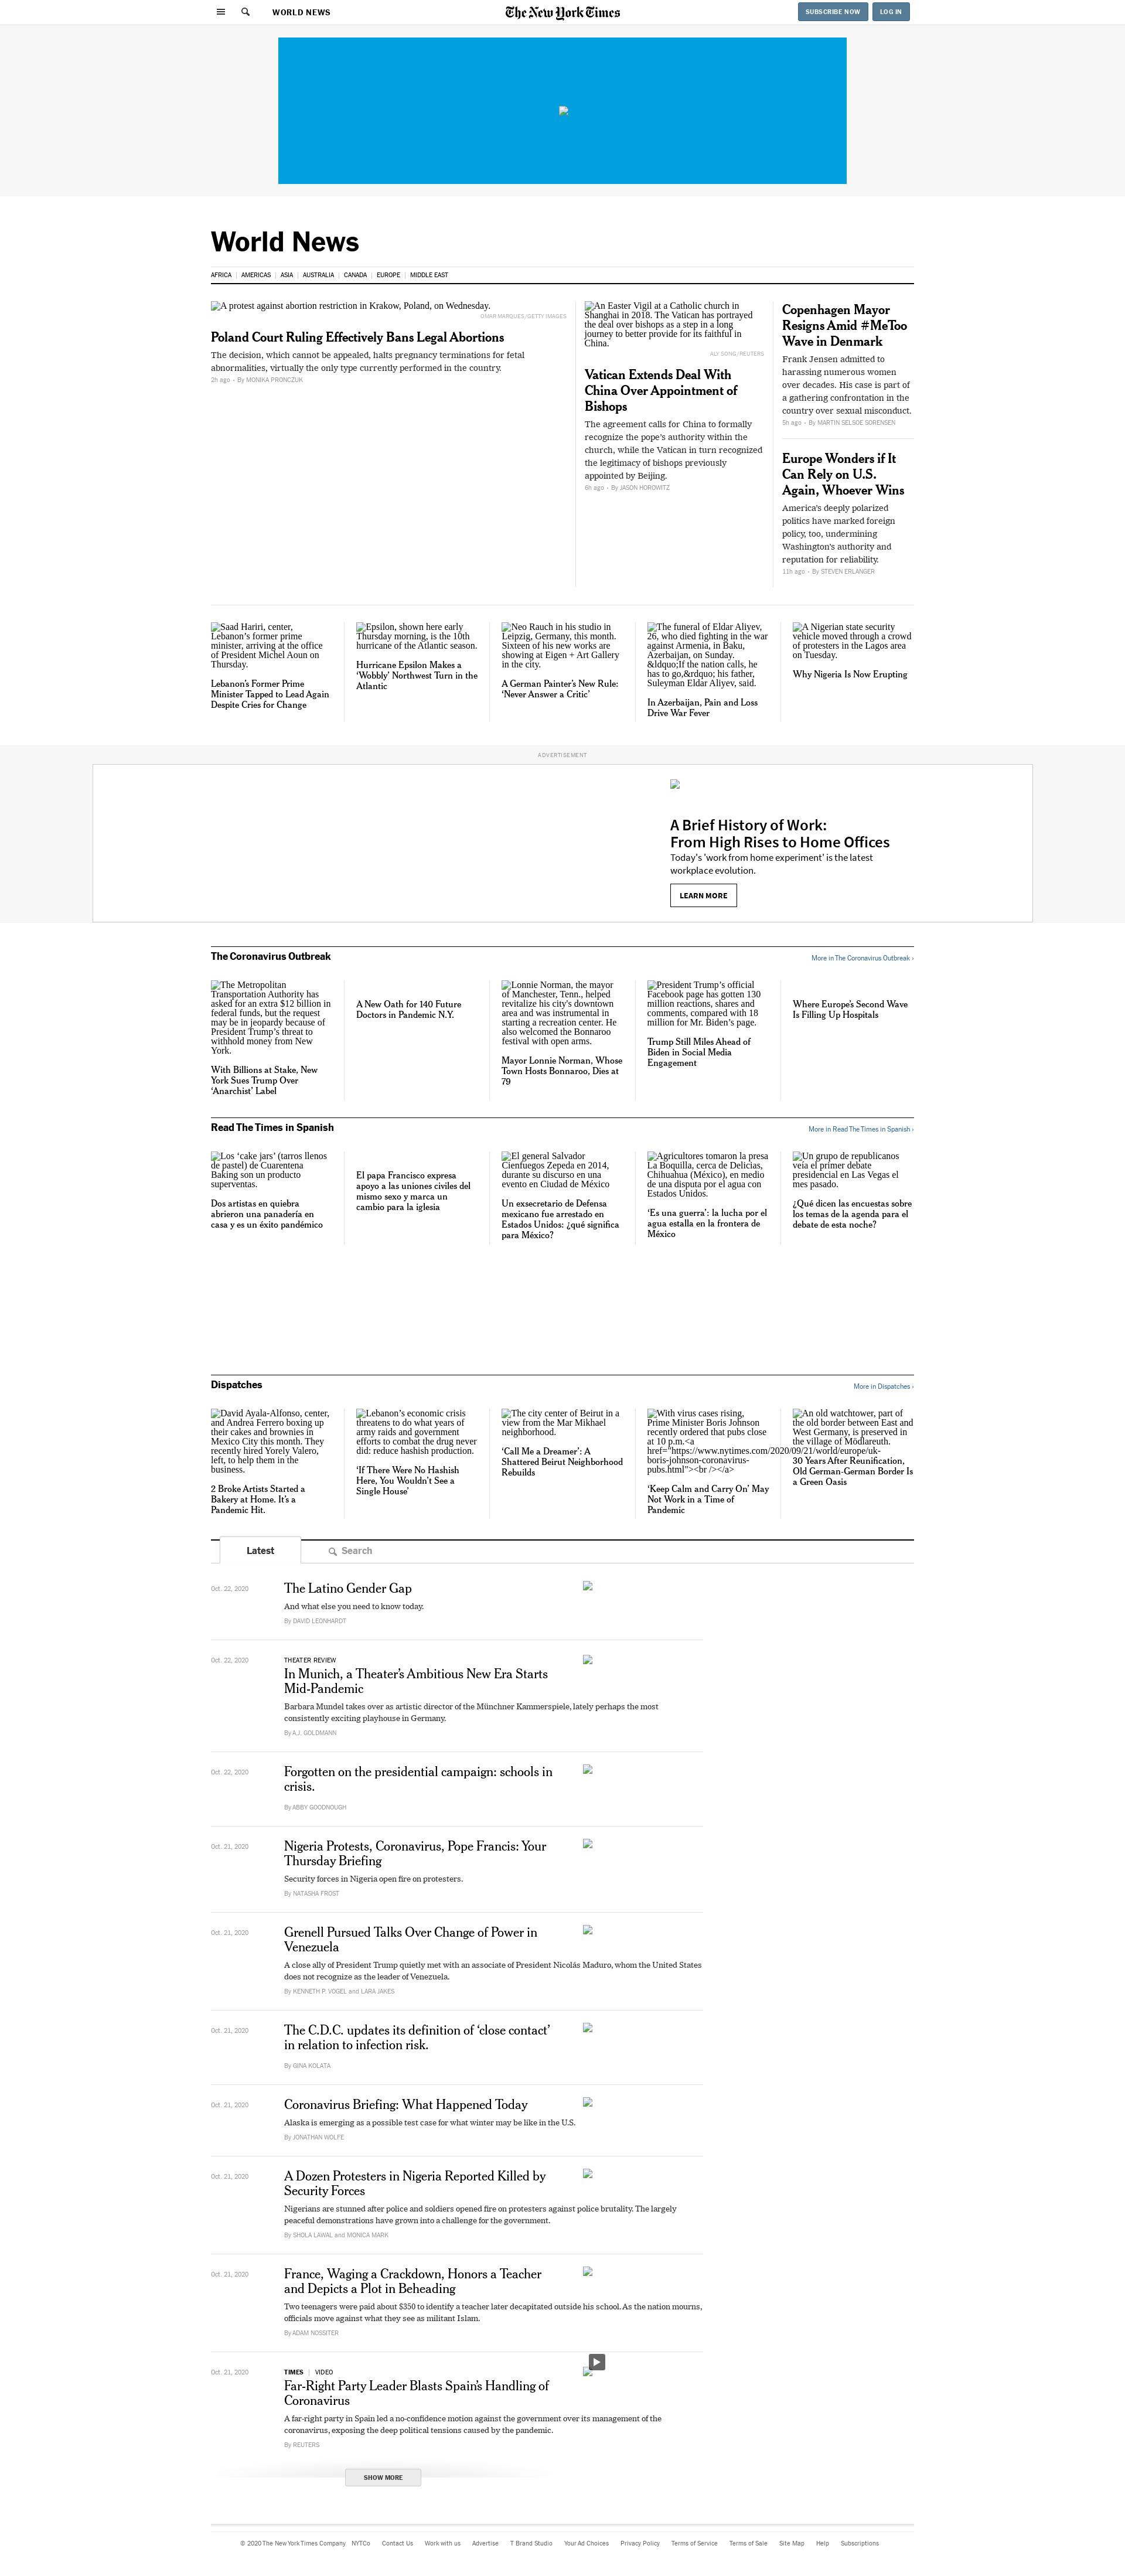 WORLD NEWS
The New York Times
SUBSCRIBE NOW
LOG IN
World News
AFRICA
AMERICAS
ASIA
AUSTRALIA
CANADA
EUROPE
MIDDLE EAST
A protest against abortion restriction in Krakow, Poland, on Wednesday.
OMAR MARQUES/GETTY IMAGES
Poland Court Ruling Effectively Bans Legal Abortions
The decision, which cannot be appealed, halts pregnancy terminations for fetal
abnormalities, virtually the only type currently performed in the country.
2h ago · By MONIKA PRONCZUK
An Easter Vigil at a Catholic church in
Shanghai in 2018. The Vatican has portrayed
the deal over bishops as a step in a long
journey to better provide for its faithful in
China.
ALY SONG/REUTERS
Vatican Extends Deal With
China Over Appointment of
Bishops
The agreement calls for China to formally
recognize the pope's authority within the
church, while the Vatican in turn recognized
the legitimacy of bishops previously
appointed by Beijing.
6h ago · By JASON HOROWITZ
Copenhagen Mayor
Resigns Amid #MeToo
Wave in Denmark
Frank Jensen admitted to
harassing numerous women
over decades. His case is part of
a gathering confrontation in the
country over sexual misconduct.
5h ago · By MARTIN SELSOE SORENSEN
Europe Wonders if It
Can Rely on U.S.
Again, Whoever Wins
America's deeply polarized
politics have marked foreign
policy, too, undermining
Washington's authority and
reputation for reliability.
11h ago · By STEVEN ERLANGER
Saad Hariri, center,
Lebanon's former prime
minister, arriving at the office
of President Michel Aoun on
Thursday.
Lebanon's Former Prime
Minister Tapped to Lead Again
Despite Cries for Change
Epsilon, shown here early
Thursday morning, is the 10th
hurricane of the Atlantic season.
Hurricane Epsilon Makes a
‘Wobbly’ Northwest Turn in the
Atlantic
Neo Rauch in his studio in
Leipzig, Germany, this month.
Sixteen of his new works are
showing at Eigen + Art Gallery
in the city.
A German Painter's New Rule:
‘Never Answer a Critic’
The funeral of Eldar Aliyev,
26, who died fighting in the war
against Armenia, in Baku,
Azerbaijan, on Sunday.
&ldquo;If the nation calls, he
has to go,&rdquo; his father,
Suleyman Eldar Aliyev, said.
In Azerbaijan, Pain and Loss
Drive War Fever
A Nigerian state security
vehicle moved through a crowd
of protesters in the Lagos area
on Tuesday.
Why Nigeria Is Now Erupting
ADVERTISEMENT
A Brief History of Work:
From High Rises to Home Offices
Today's 'work from home experiment' is the latest
workplace evolution.
LEARN MORE
The Coronavirus Outbreak
More in The Coronavirus Outbreak ›
The Metropolitan
Transportation Authority has
asked for an extra $12 billion in
federal funds, but the request
may be in jeopardy because of
President Trump's threat to
withhold money from New
York.
With Billions at Stake, New
York Sues Trump Over
‘Anarchist’ Label
A New Oath for 140 Future
Doctors in Pandemic N.Y.
Lonnie Norman, the mayor
of Manchester, Tenn., helped
revitalize his city's downtown
area and was instrumental in
starting a recreation center. He
also welcomed the Bonnaroo
festival with open arms.
Mayor Lonnie Norman, Whose
Town Hosts Bonnaroo, Dies at
79
President Trump's official
Facebook page has gotten 130
million reactions, shares and
comments, compared with 18
million for Mr. Biden's page.
Trump Still Miles Ahead of
Biden in Social Media
Engagement
Where Europe's Second Wave
Is Filling Up Hospitals
Read The Times in Spanish
More in Read The Times in Spanish ›
Los ‘cake jars’ (tarros llenos
de pastel) de Cuarentena
Baking son un producto
superventas.
Dos artistas en quiebra
abrieron una panadería en
casa y es un éxito pandémico
El papa Francisco expresa
apoyo a las uniones civiles del
mismo sexo y marca un
cambio para la iglesia
El general Salvador
Cienfuegos Zepeda en 2014,
durante su discurso en una
evento en Ciudad de México
Un exsecretario de Defensa
mexicano fue arrestado en
Estados Unidos: ¿qué significa
para México?
Agricultores tomaron la presa
La Boquilla, cerca de Delicias,
Chihuahua (México), en medio
de una disputa por el agua con
Estados Unidos.
‘Es una guerra’: la lucha por el
agua estalla en la frontera de
México
Un grupo de republicanos
veía el primer debate
presidencial en Las Vegas el
mes pasado.
¿Qué dicen las encuestas sobre
los temas de la agenda para el
debate de esta noche?
Dispatches
More in Dispatches ›
David Ayala-Alfonso, center,
and Andrea Ferrero boxing up
their cakes and brownies in
Mexico City this month. They
recently hired Yorely Valero,
left, to help them in the
business.
2 Broke Artists Started a
Bakery at Home. It's a
Pandemic Hit.
Lebanon's economic crisis
threatens to do what years of
army raids and government
efforts to combat the drug never
did: reduce hashish production.
‘If There Were No Hashish
Here, You Wouldn't See a
Single House’
The city center of Beirut in a
view from the Mar Mikhael
neighborhood.
‘Call Me a Dreamer’: A
Shattered Beirut Neighborhood
Rebuilds
With virus cases rising,
Prime Minister Boris Johnson
recently ordered that pubs close
at 10 p.m.<a
href="https://www.nytimes.com/2020/09/21/world/europe/uk-
boris-johnson-coronavirus-
pubs.html"><br /></a>
‘Keep Calm and Carry On’ May
Not Work in a Time of
Pandemic
An old watchtower, part of
the old border between East and
West Germany, is preserved in
the village of Mödlareuth.
30 Years After Reunification,
Old German-German Border Is
a Green Oasis
Latest
Search
Oct. 22, 2020
The Latino Gender Gap
And what else you need to know today.
By DAVID LEONHARDT
Oct. 22, 2020
THEATER REVIEW
In Munich, a Theater's Ambitious New Era Starts
Mid-Pandemic
Barbara Mundel takes over as artistic director of the Münchner Kammerspiele, lately perhaps the most
consistently exciting playhouse in Germany.
By A.J. GOLDMANN
Oct. 22, 2020
Forgotten on the presidential campaign: schools in
crisis.
By ABBY GOODNOUGH
Oct. 21, 2020
Nigeria Protests, Coronavirus, Pope Francis: Your
Thursday Briefing
Security forces in Nigeria open fire on protesters.
By NATASHA FROST
Oct. 21, 2020
Grenell Pursued Talks Over Change of Power in
Venezuela
A close ally of President Trump quietly met with an associate of President Nicolás Maduro, whom the United States
does not recognize as the leader of Venezuela.
By KENNETH P. VOGEL and LARA JAKES
Oct. 21, 2020
The C.D.C. updates its definition of ‘close contact’
in relation to infection risk.
By GINA KOLATA
Oct. 21, 2020
Coronavirus Briefing: What Happened Today
Alaska is emerging as a possible test case for what winter may be like in the U.S.
By JONATHAN WOLFE
Oct. 21, 2020
A Dozen Protesters in Nigeria Reported Killed by
Security Forces
Nigerians are stunned after police and soldiers opened fire on protesters against police brutality. The largely
peaceful demonstrations have grown into a challenge for the government.
By SHOLA LAWAL and MONICA MARK
Oct. 21, 2020
France, Waging a Crackdown, Honors a Teacher
and Depicts a Plot in Beheading
Two teenagers were paid about $350 to identify a teacher later decapitated outside his school. As the nation mourns,
officials move against what they see as militant Islam.
By ADAM NOSSITER
Oct. 21, 2020
TIMES | VIDEO
Far-Right Party Leader Blasts Spain's Handling of
Coronavirus
A far-right party in Spain led a no-confidence motion against the government over its management of the
coronavirus, exposing the deep political tensions caused by the pandemic.
By REUTERS
SHOW MORE
© 2020 The New York Times Company
NYTCo
Contact Us
Work with us
Advertise
T Brand Studio
Your Ad Choices
Privacy Policy
Terms of Service
Terms of Sale
Site Map
Help
Subscriptions